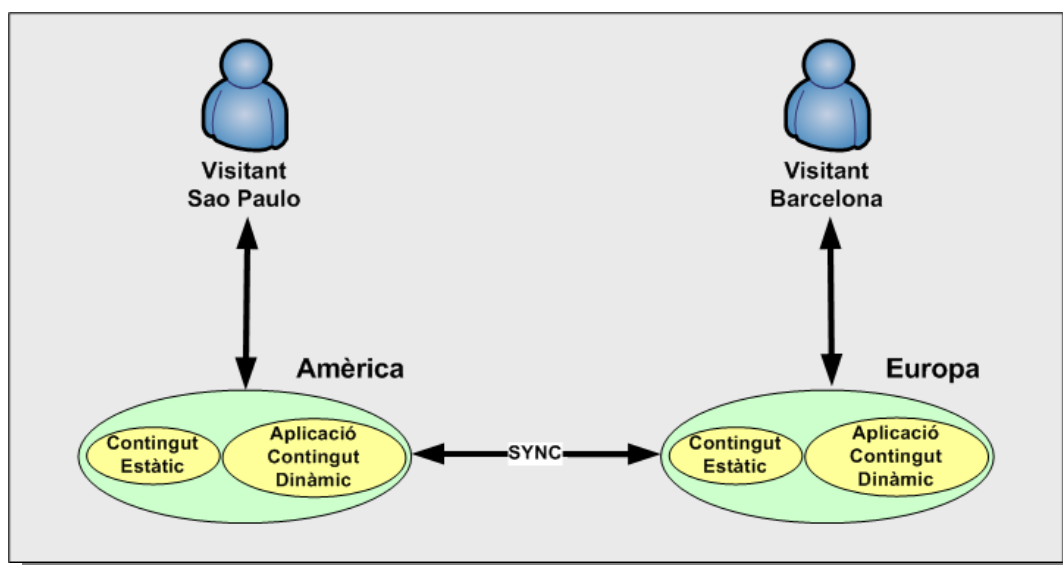 Visitant
Sao Paulo
Visitant
Barcelona
Amèrica
Europa
Contingut
Estàtic
Aplicació
Contingut
Dinàmic
SYNC
Contingut
Estàtic
Aplicació
Contingut
Dinàmic